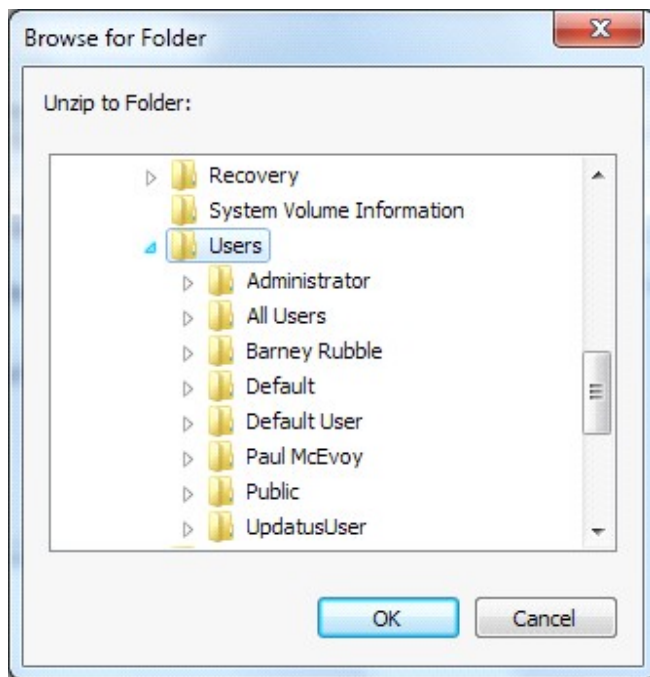 Browse for Folder
Unzip to Folder:
Recovery
System Volume Information
Users
Administrator
All Users
Barney Rubble
Default
Default User
Paul McEvoy
Public
UpdatusUser
OK Cancel